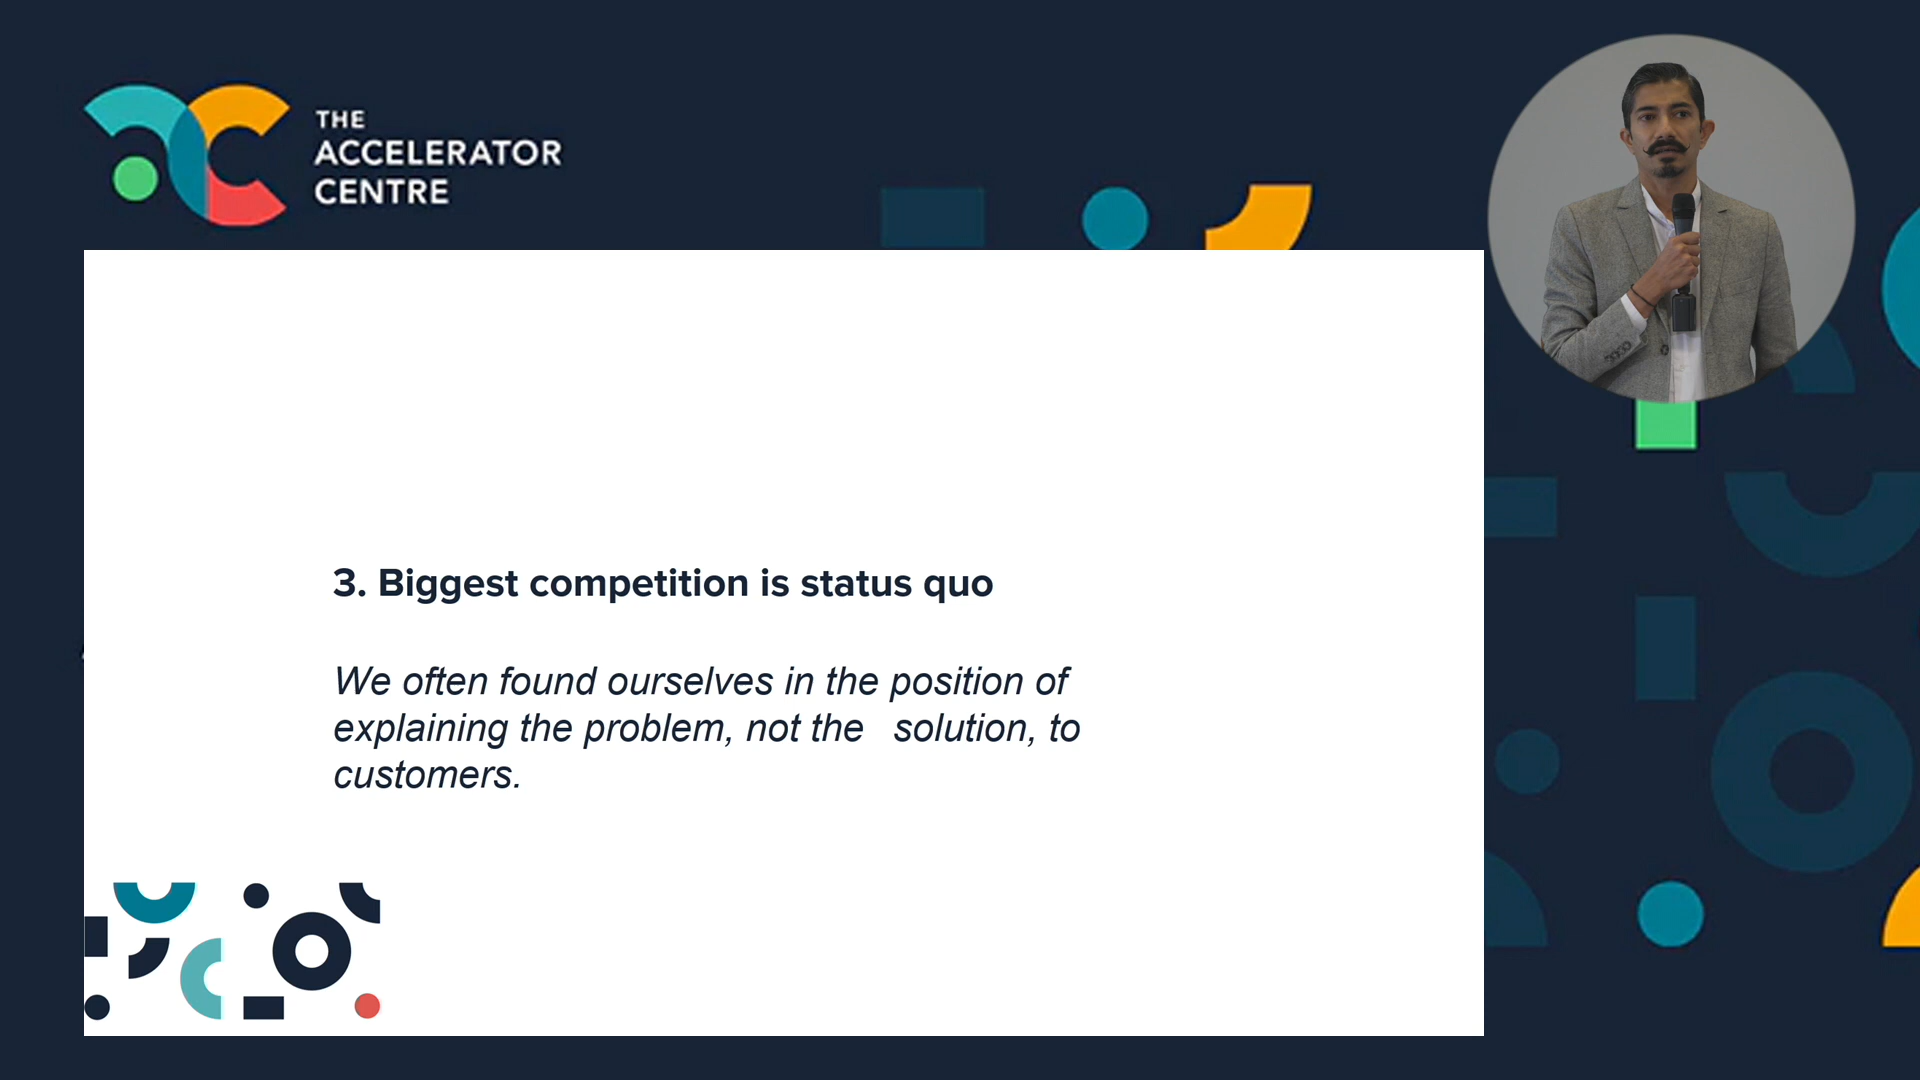 THE
ACCELERATOR
CENTRE
3. Biggest competition is status quo
We often found ourselves in the position of
explaining the problem, not the solution, to
customers.